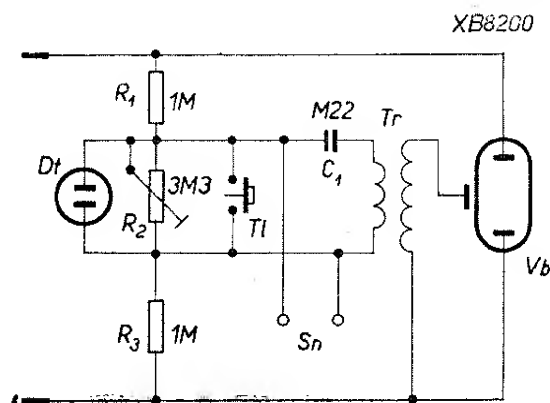 XB8200
R1 1M
M22 Tr
C1
Dt 3M3
R2 Tl
Vb
Sn
R3 1M